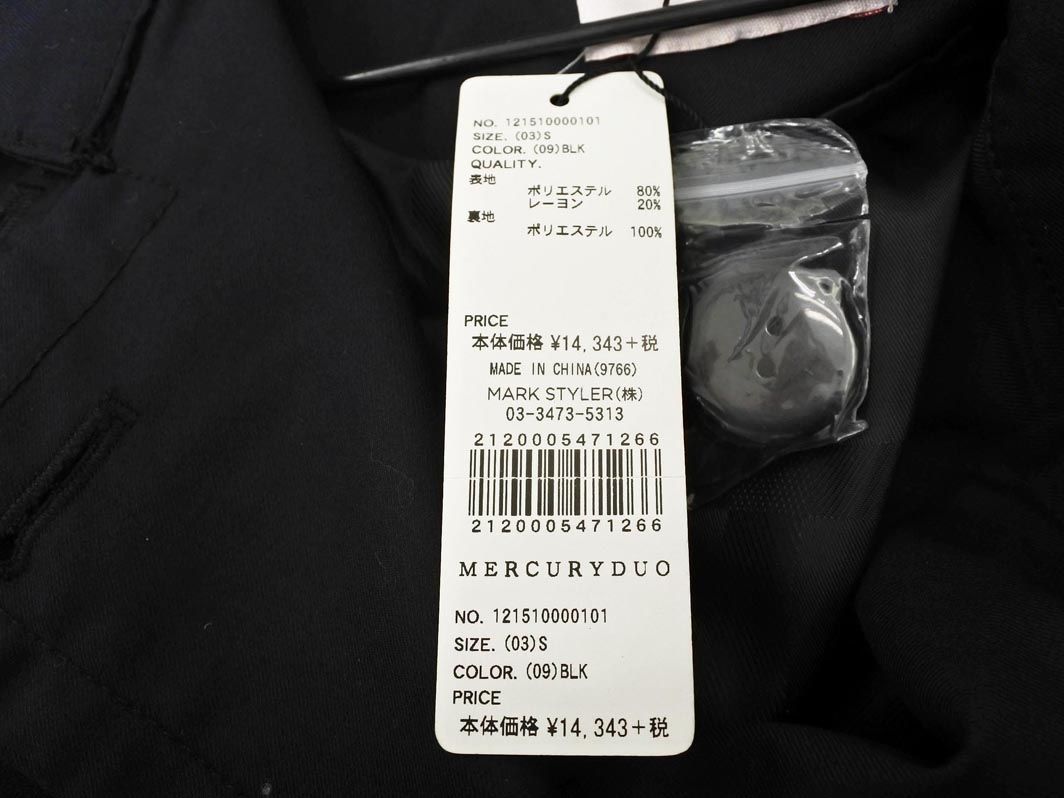 NO. 121510000101
SIZE. (03)S
COLOR. (09)BLK
QUALITY.
表地
ポリエステル 80%
レーヨン 20%
裏地
ポリエステル 100%
PRICE
本体価格 ¥14,343+税
MADE IN CHINA(9766)
MARK STYLER(株)
03-3473-5313
2120005471266
2120005471266
MERCURYDUO
NO. 121510000101
SIZE. (03)S
COLOR. (09)BLK
PRICE
本体価格 ¥14,343+税